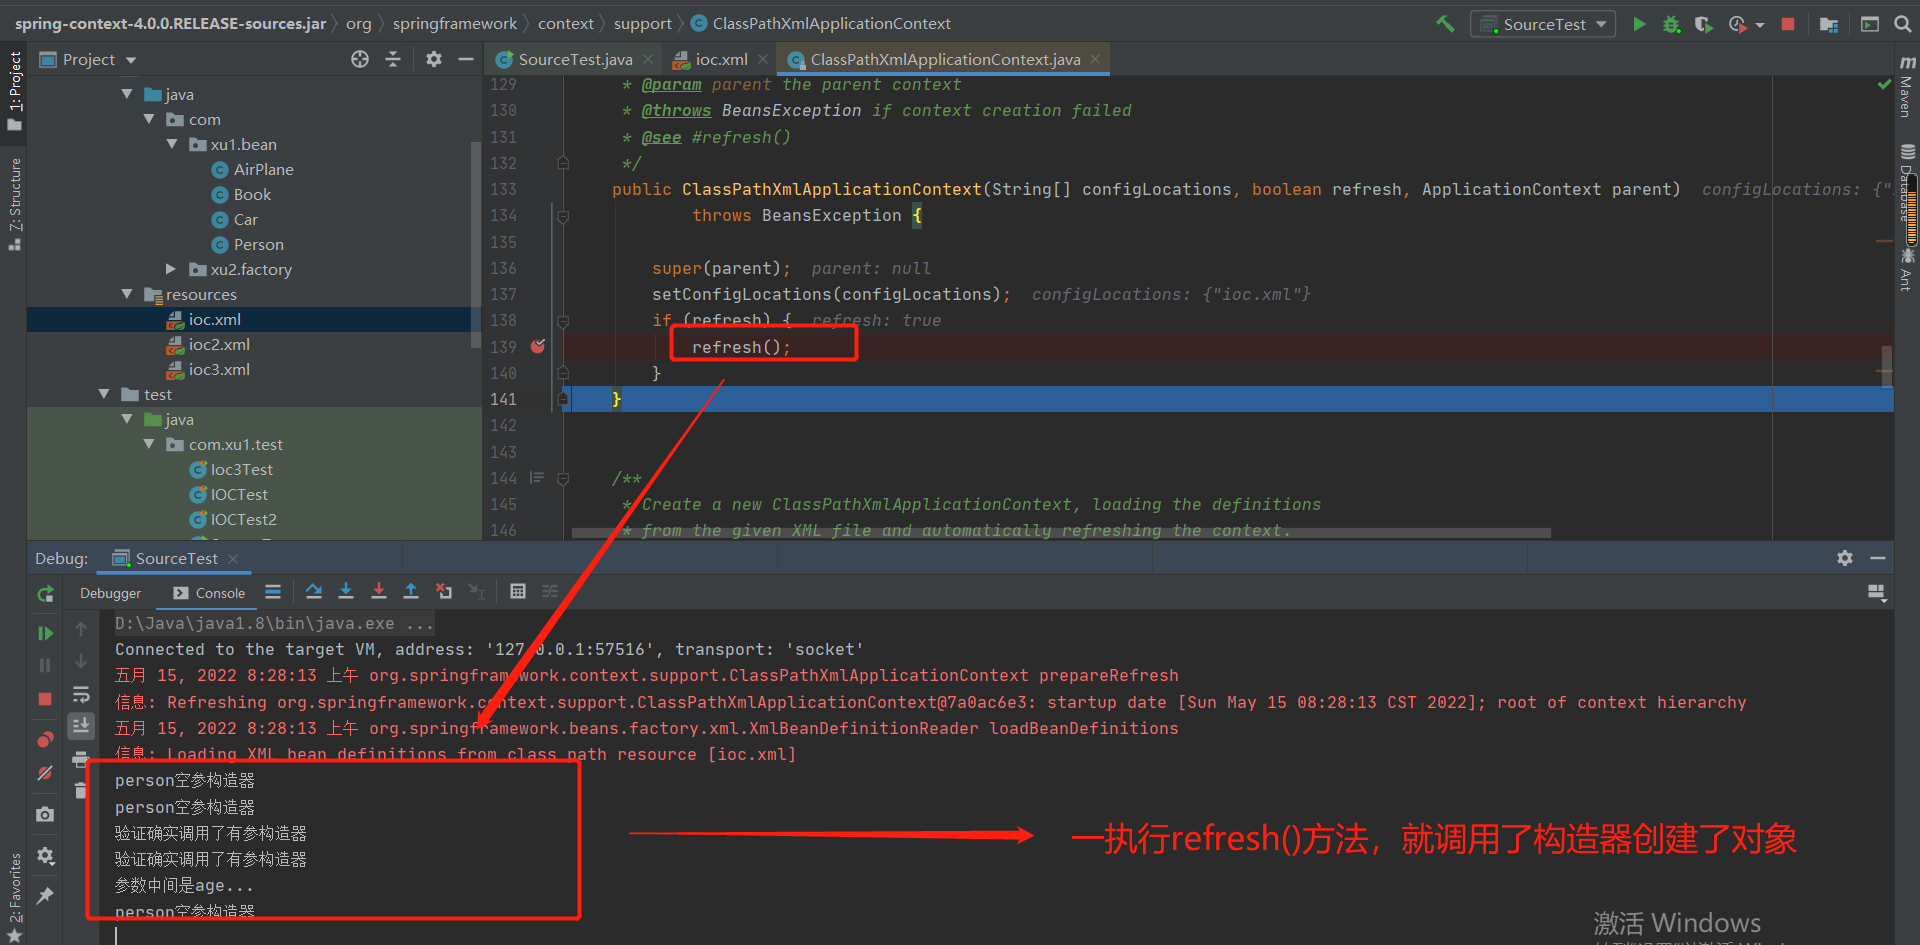 spring-context-4.0.0.RELEASE-sources.jar org springframework context support ClassPathXmlApplicationContext SourceTest
Project SourceTest.java ioc.xml ClassPathXmlApplicationContext.java
1: Project
7: Structure
2: Favorites
Maven
Database
Ant
java
com
xu1.bean
AirPlane
Book
Car
Person
xu2.factory
resources
ioc.xml
ioc2.xml
ioc3.xml
test
java
com.xu1.test
Ioc3Test
IOCTest
IOCTest2
129 * @param parent the parent context
130 * @throws BeansException if context creation failed
131 * @see #refresh()
132 */
133 public ClassPathXmlApplicationContext(String[] configLocations, boolean refresh, ApplicationContext parent) configLocations: {"
134 throws BeansException {
135
136 super(parent); parent: null
137 setConfigLocations(configLocations); configLocations: {"ioc.xml"}
138 if (refresh) { refresh: true
139 refresh();
140 }
141 }
142
143
144 /**
145 * Create a new ClassPathXmlApplicationContext, loading the definitions
146 * from the given XML file and automatically refreshing the context.
Debug: SourceTest
Debugger Console
D:\Java\java1.8\bin\java.exe ...
Connected to the target VM, address: '127.0.0.1:57516', transport: 'socket'
五月 15, 2022 8:28:13 上午 org.springframework.context.support.ClassPathXmlApplicationContext prepareRefresh
信息: Refreshing org.springframework.context.support.ClassPathXmlApplicationContext@7a0ac6e3: startup date [Sun May 15 08:28:13 CST 2022]; root of context hierarchy
五月 15, 2022 8:28:13 上午 org.springframework.beans.factory.xml.XmlBeanDefinitionReader loadBeanDefinitions
信息: Loading XML bean definitions from class path resource [ioc.xml]
person空参构造器
person空参构造器
验证确实调用了有参构造器
验证确实调用了有参构造器
参数中间是age...
person空参构造器
一执行refresh()方法，就调用了构造器创建了对象
激活 Windows